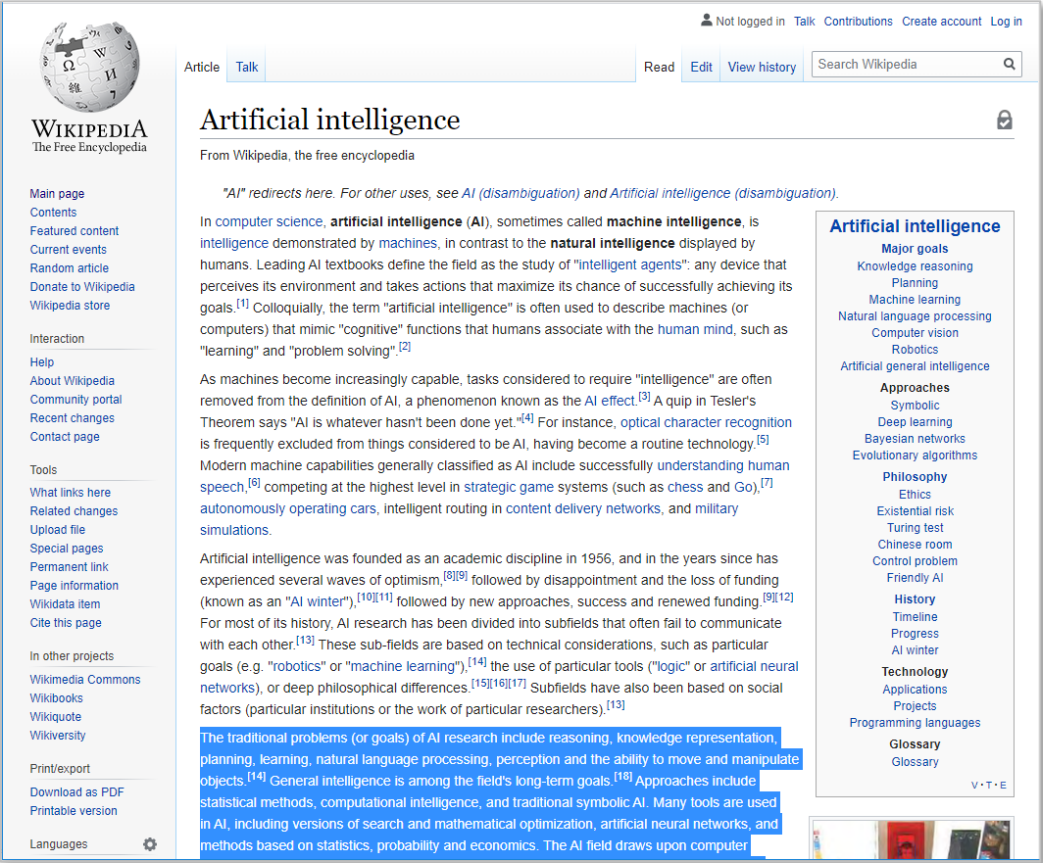 Not logged in Talk Contributions Create account Log in
Article Talk
Read Edit View history
Search Wikipedia
WIKIPEDIA
The Free Encyclopedia
Main page
Contents
Featured content
Current events
Random article
Donate to Wikipedia
Wikipedia store
Interaction
Help
About Wikipedia
Community portal
Recent changes
Contact page
Tools
What links here
Related changes
Upload file
Special pages
Permanent link
Page information
Wikidata item
Cite this page
In other projects
Wikimedia Commons
Wikibooks
Wikiquote
Wikiversity
Print/export
Download as PDF
Printable version
Languages
Artificial intelligence
From Wikipedia, the free encyclopedia
"AI" redirects here. For other uses, see AI (disambiguation) and Artificial intelligence (disambiguation).
In computer science, artificial intelligence (AI), sometimes called machine intelligence, is
intelligence demonstrated by machines, in contrast to the natural intelligence displayed by
humans. Leading AI textbooks define the field as the study of "intelligent agents": any device that
perceives its environment and takes actions that maximize its chance of successfully achieving its
goals.[1] Colloquially, the term "artificial intelligence" is often used to describe machines (or
computers) that mimic "cognitive" functions that humans associate with the human mind, such as
"learning" and "problem solving".[2]
As machines become increasingly capable, tasks considered to require "intelligence" are often
removed from the definition of AI, a phenomenon known as the AI effect.[3] A quip in Tesler's
Theorem says "AI is whatever hasn't been done yet."[4] For instance, optical character recognition
is frequently excluded from things considered to be AI, having become a routine technology.[5]
Modern machine capabilities generally classified as AI include successfully understanding human
speech,[6] competing at the highest level in strategic game systems (such as chess and Go),[7]
autonomously operating cars, intelligent routing in content delivery networks, and military
simulations.
Artificial intelligence was founded as an academic discipline in 1956, and in the years since has
experienced several waves of optimism,[8][9] followed by disappointment and the loss of funding
(known as an "AI winter"),[10][11] followed by new approaches, success and renewed funding.[9][12]
For most of its history, AI research has been divided into subfields that often fail to communicate
with each other.[13] These sub-fields are based on technical considerations, such as particular
goals (e.g. "robotics" or "machine learning"),[14] the use of particular tools ("logic" or artificial neural
networks), or deep philosophical differences.[15][16][17] Subfields have also been based on social
factors (particular institutions or the work of particular researchers).[13]
The traditional problems (or goals) of AI research include reasoning, knowledge representation,
planning, learning, natural language processing, perception and the ability to move and manipulate
objects.[14] General intelligence is among the field's long-term goals.[18] Approaches include
statistical methods, computational intelligence, and traditional symbolic AI. Many tools are used
in AI, including versions of search and mathematical optimization, artificial neural networks, and
methods based on statistics, probability and economics. The AI field draws upon computer
Artificial intelligence
Major goals
Knowledge reasoning
Planning
Machine learning
Natural language processing
Computer vision
Robotics
Artificial general intelligence
Approaches
Symbolic
Deep learning
Bayesian networks
Evolutionary algorithms
Philosophy
Ethics
Existential risk
Turing test
Chinese room
Control problem
Friendly AI
History
Timeline
Progress
AI winter
Technology
Applications
Projects
Programming languages
Glossary
Glossary
V · T · E